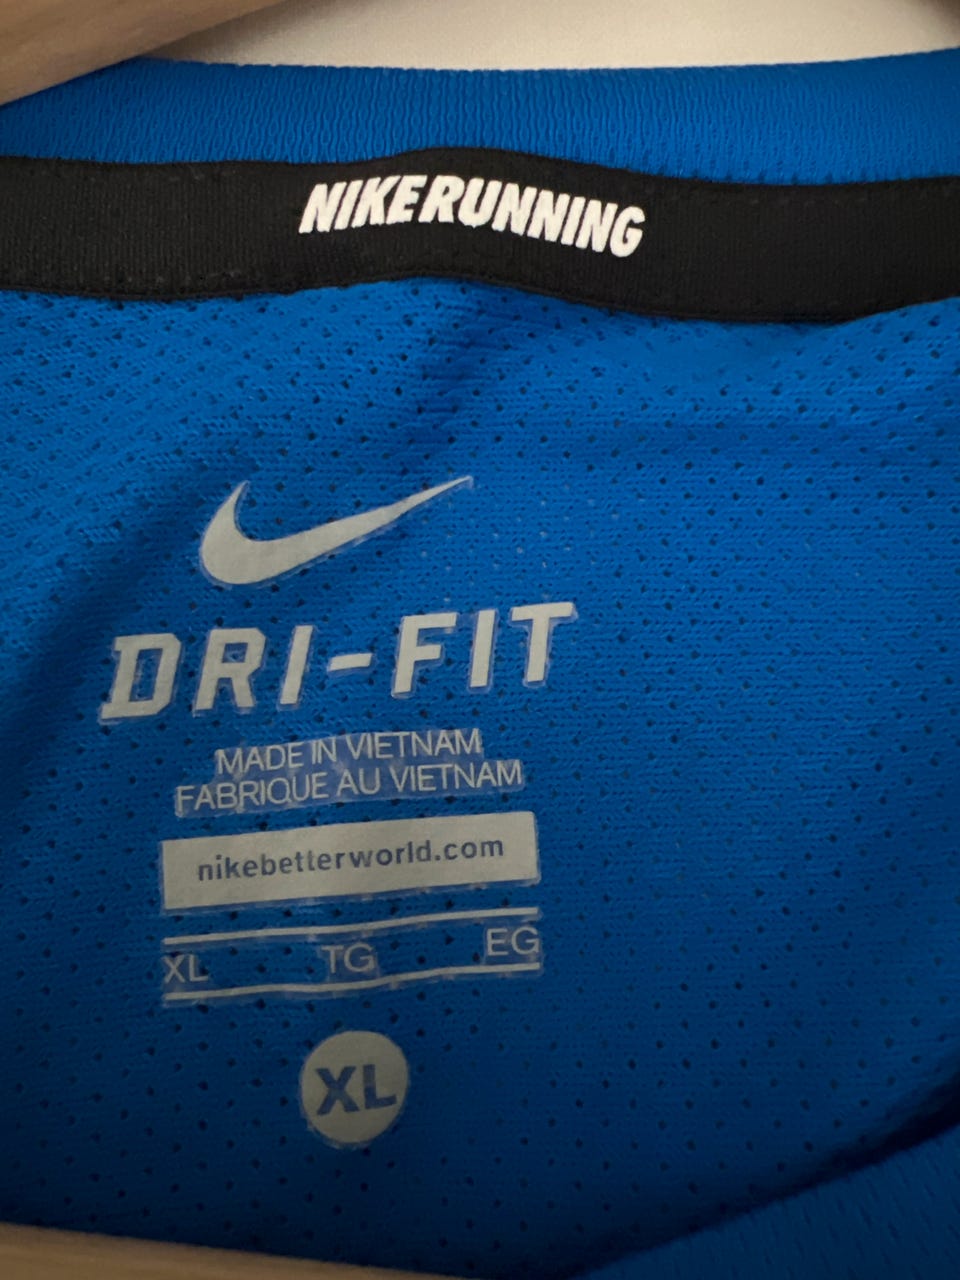 NIKERUNNING
DRI-FIT
MADE IN VIETNAM
FABRIQUE AU VIETNAM
nikebetterworld.com
XL TG EG
XL